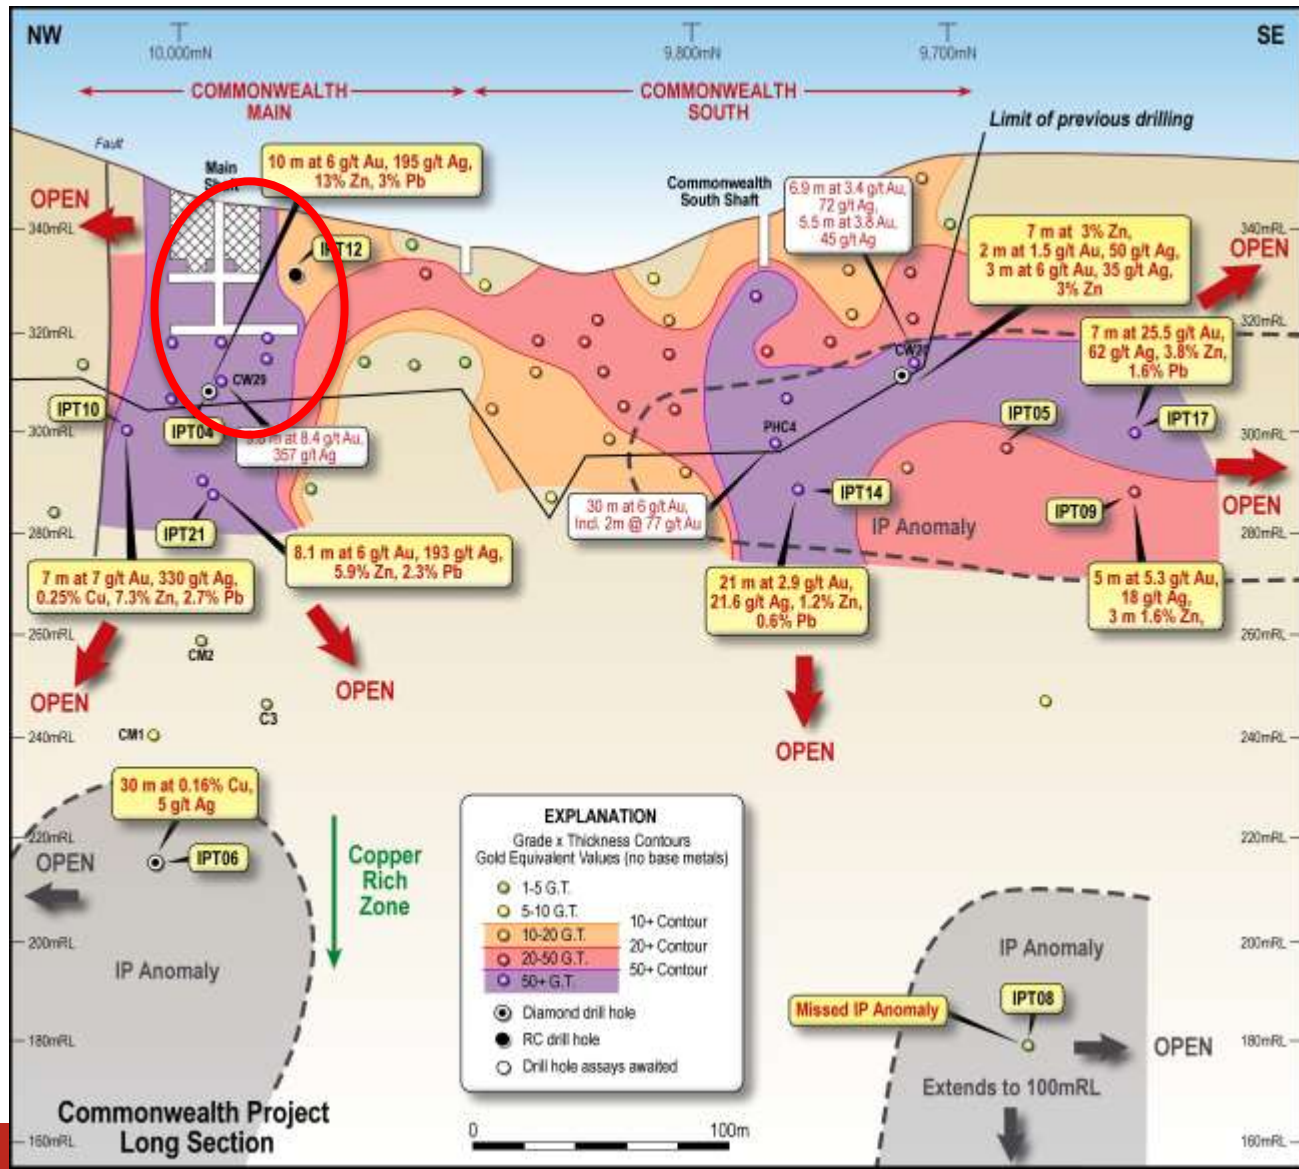 NW
SE
10,000mN
9,800mN
9,700mN
COMMONWEALTH
MAIN
COMMONWEALTH
SOUTH
Limit of previous drilling
Fault
Main
10 m at 6 g/t Au, 195 g/t Ag,
13% Zn, 3% Pb
Commonwealth
South Shaft
6.9 m at 3.4 g/t Au,
72 g/t Ag,
5.5 m at 3.8 Au,
45 g/t Ag
7 m at 3% Zn,
2 m at 1.5 g/t Au, 50 g/t Ag,
3 m at 6 g/t Au, 35 g/t Ag,
3% Zn
OPEN
340mRL
IPT12
340mRL
OPEN
320mRL
320mRL
7 m at 25.5 g/t Au,
62 g/t Ag, 3.8% Zn,
1.6% Pb
CW29
IPT10
IPT04
8.4 g/t Au,
357 g/t Ag
300mRL
PHC4
IPT05
IPT17
300mRL
30 m at 6 g/t Au,
Incl. 2m @ 77 g/t Au
IPT14
IPT09
OPEN
IPT21
IP Anomaly
280mRL
280mRL
7 m at 7 g/t Au, 330 g/t Ag,
0.25% Cu, 7.3% Zn, 2.7% Pb
8.1 m at 6 g/t Au, 193 g/t Ag,
5.9% Zn, 2.3% Pb
21 m at 2.9 g/t Au,
21.6 g/t Ag, 1.2% Zn,
0.6% Pb
5 m at 5.3 g/t Au,
18 g/t Ag,
3 m 1.6% Zn,
260mRL
260mRL
CM2
OPEN
OPEN
C3
CM1
240mRL
OPEN
240mRL
30 m at 0.16% Cu,
5 g/t Ag
220mRL
220mRL
OPEN
IPT06
Copper
Rich
Zone
200mRL
200mRL
IP Anomaly
EXPLANATION
Grade x Thickness Contours
Gold Equivalent Values (no base metals)
1-5 G.T.
5-10 G.T.
10+ Contour
10-20 G.T.
20+ Contour
20-50 G.T.
50+ Contour
50+ G.T.
Diamond drill hole
RC drill hole
Drill hole assays awaited
IP Anomaly
Missed IP Anomaly
IPT08
180mRL
OPEN
180mRL
Extends to 100mRL
Commonwealth Project
Long Section
0
100m
160mRL
160mRL